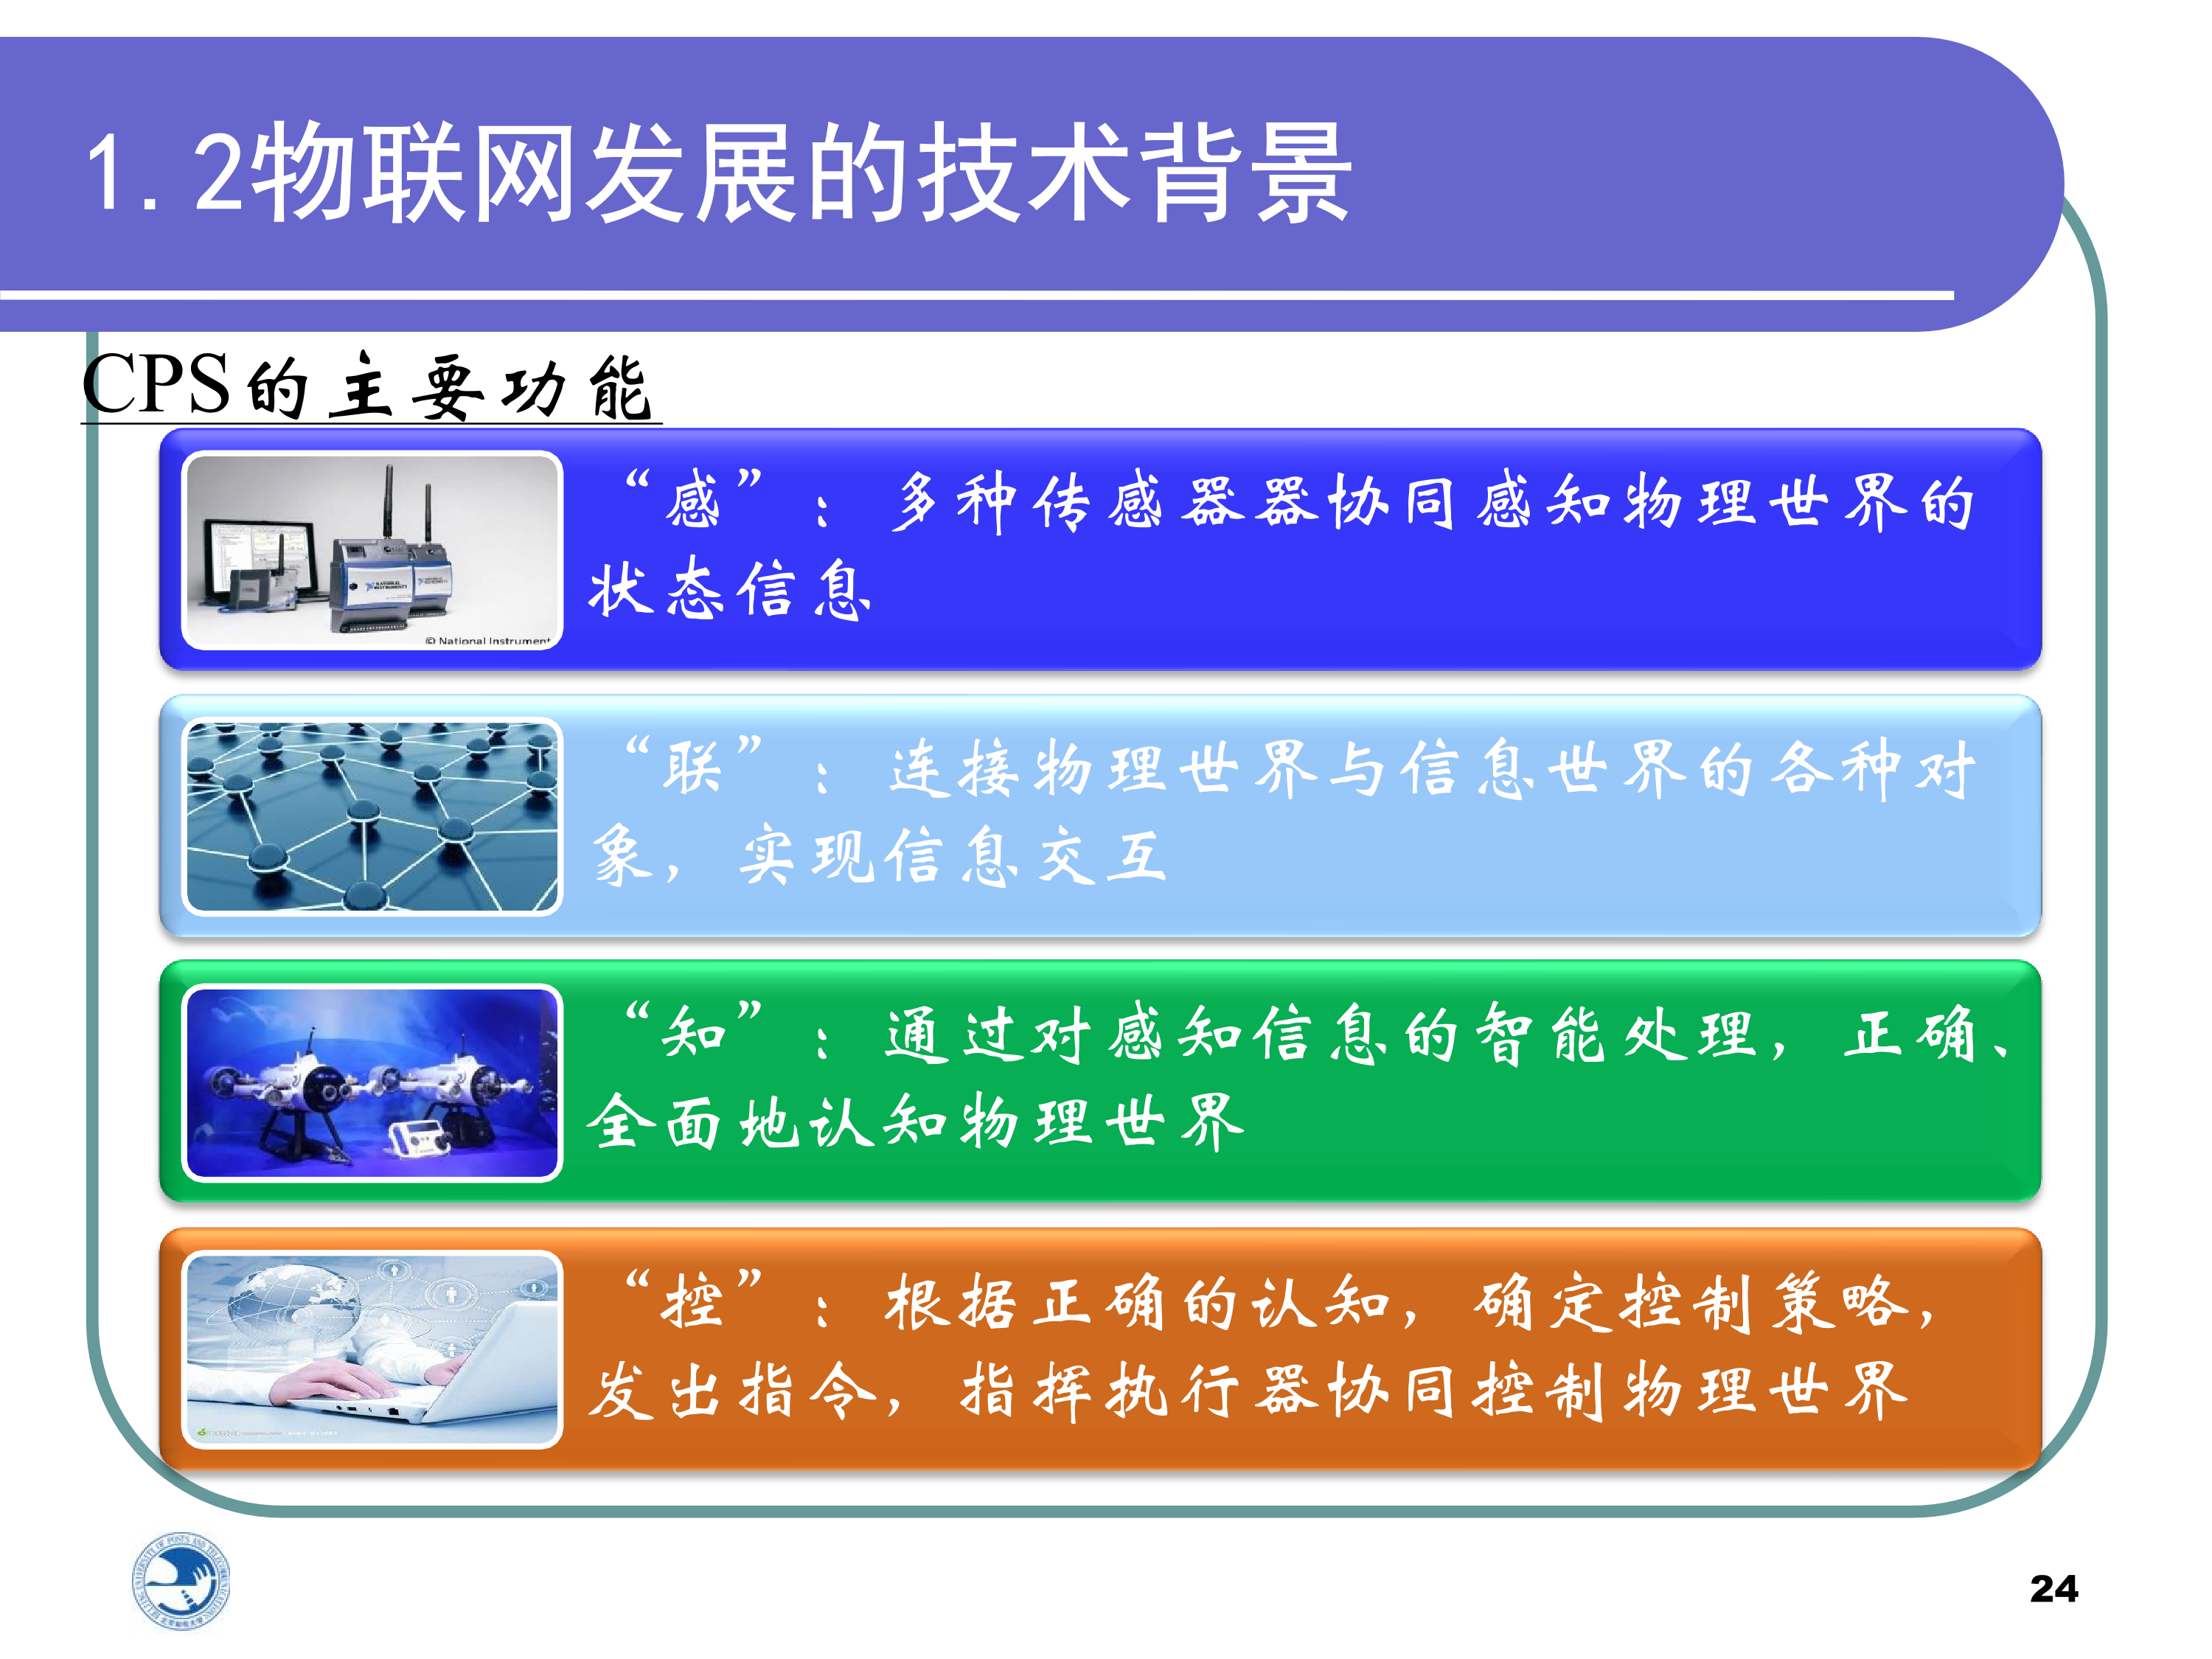 1.2物联网发展的技术背景
CPS的主要功能
“感”：多种传感器器协同感知物理世界的
状态信息
© National Instrument
NATIONAL INSTRUMENTS
“联”：连接物理世界与信息世界的各种对
象，实现信息交互
“知”：通过对感知信息的智能处理，正确、
全面地认知物理世界
“控”：根据正确的认知，确定控制策略，
发出指令，指挥执行器协同控制物理世界
24